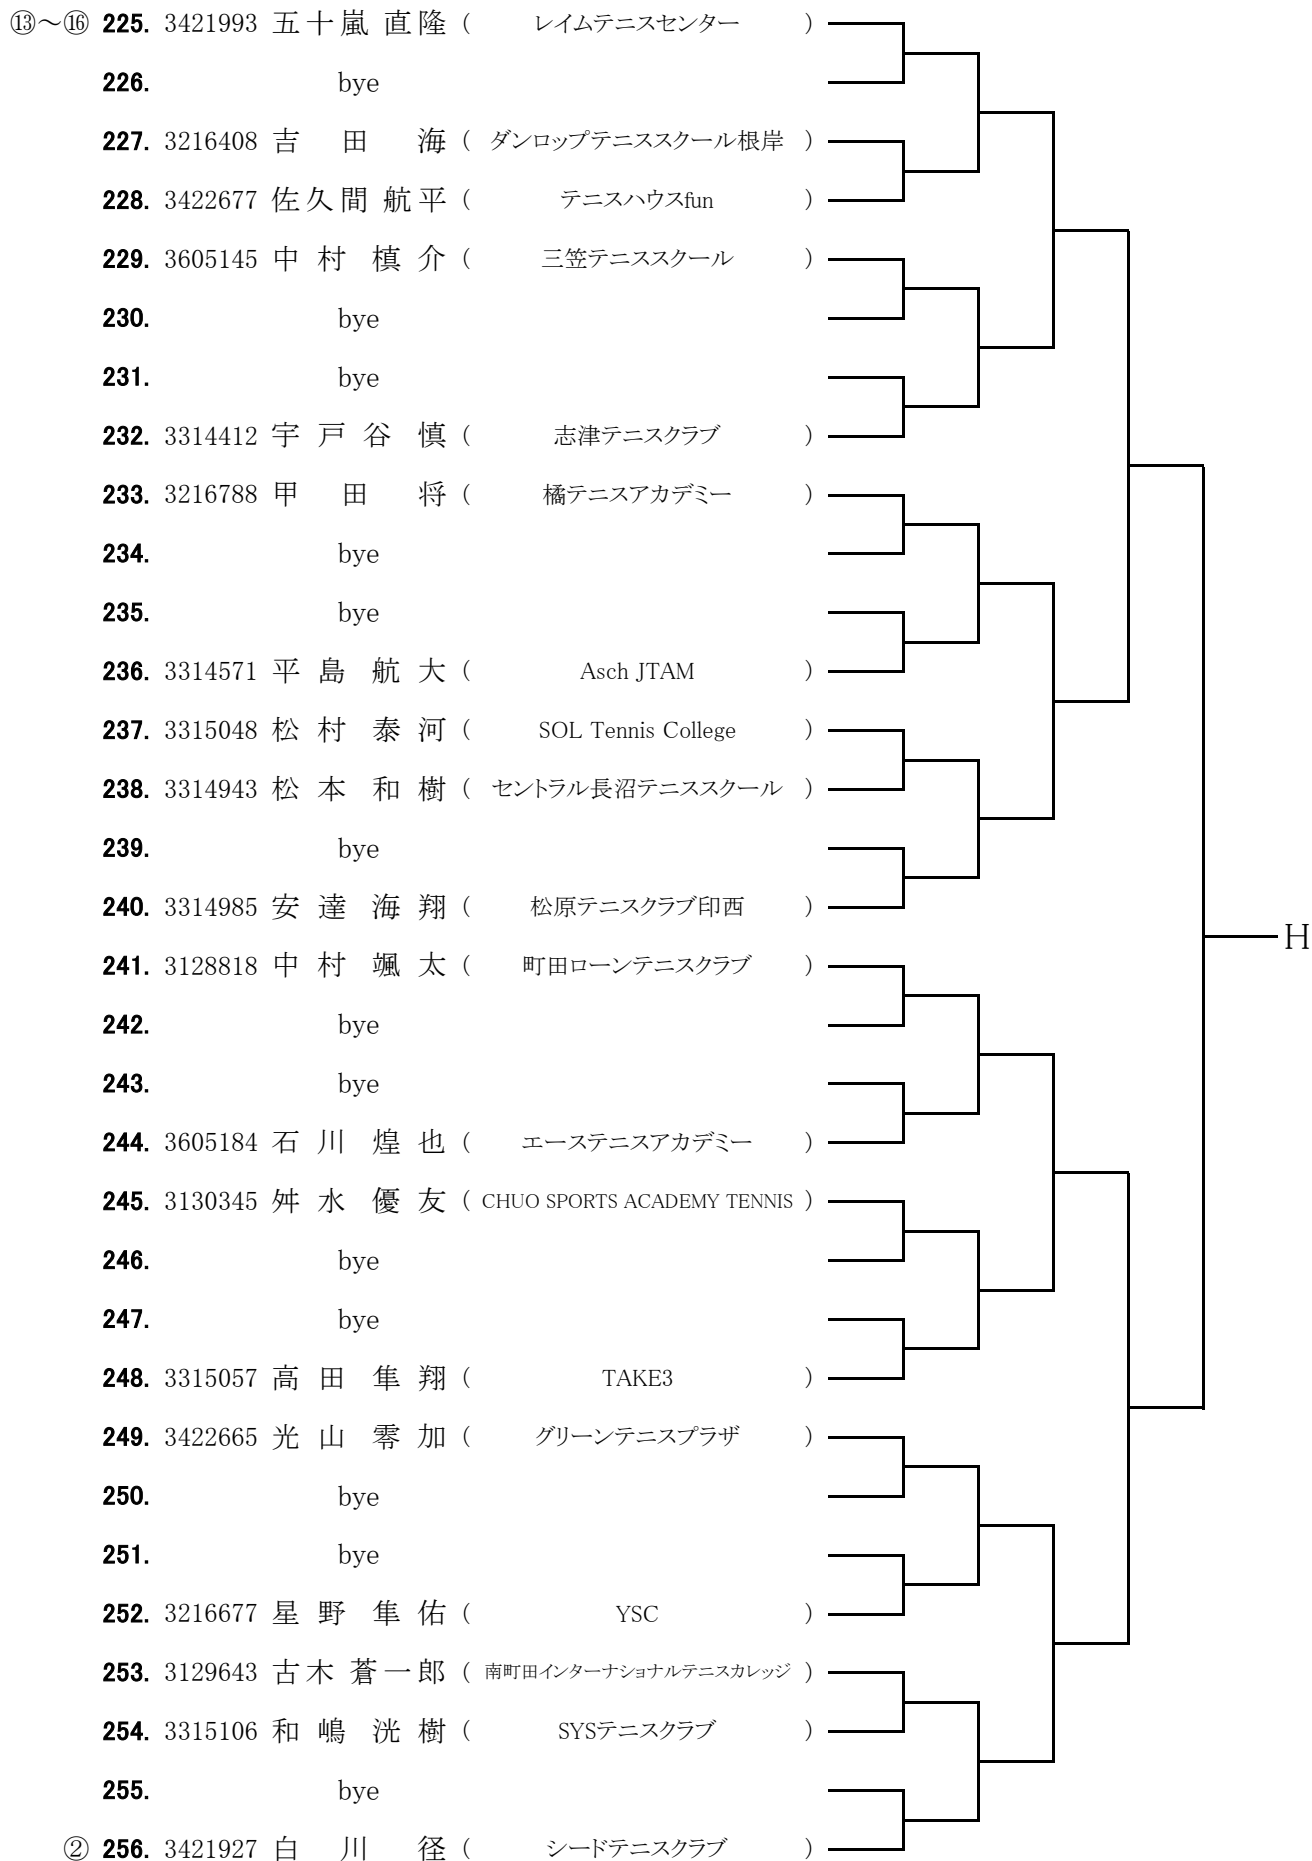 ⑬～⑯ 225. 3421993 五十嵐 直隆 ( レイムテニスセンター )
226. bye
227. 3216408 吉田 海 ( ダンロップテニススクール根岸 )
228. 3422677 佐久間 航平 ( テニスハウスfun )
229. 3605145 中村 槙介 ( 三笠テニススクール )
230. bye
231. bye
232. 3314412 宇戸谷 慎 ( 志津テニスクラブ )
233. 3216788 甲田 将 ( 橘テニスアカデミー )
234. bye
235. bye
236. 3314571 平島 航大 ( Asch JTAM )
237. 3315048 松村 泰河 ( SOL Tennis College )
238. 3314943 松本 和樹 ( セントラル長沼テニススクール )
239. bye
240. 3314985 安達 海翔 ( 松原テニスクラブ印西 )
H
241. 3128818 中村 颯太 ( 町田ローンテニスクラブ )
242. bye
243. bye
244. 3605184 石川 煌也 ( エーステニスアカデミー )
245. 3130345 舛水 優友 ( CHUO SPORTS ACADEMY TENNIS )
246. bye
247. bye
248. 3315057 高田 隼翔 ( TAKE3 )
249. 3422665 光山 零加 ( グリーンテニスプラザ )
250. bye
251. bye
252. 3216677 星野 隼佑 ( YSC )
253. 3129643 古木 蒼一郎 ( 南町田インターナショナルテニスカレッジ )
254. 3315106 和嶋 洸樹 ( SYSテニスクラブ )
255. bye
② 256. 3421927 白川 径 ( シードテニスクラブ )